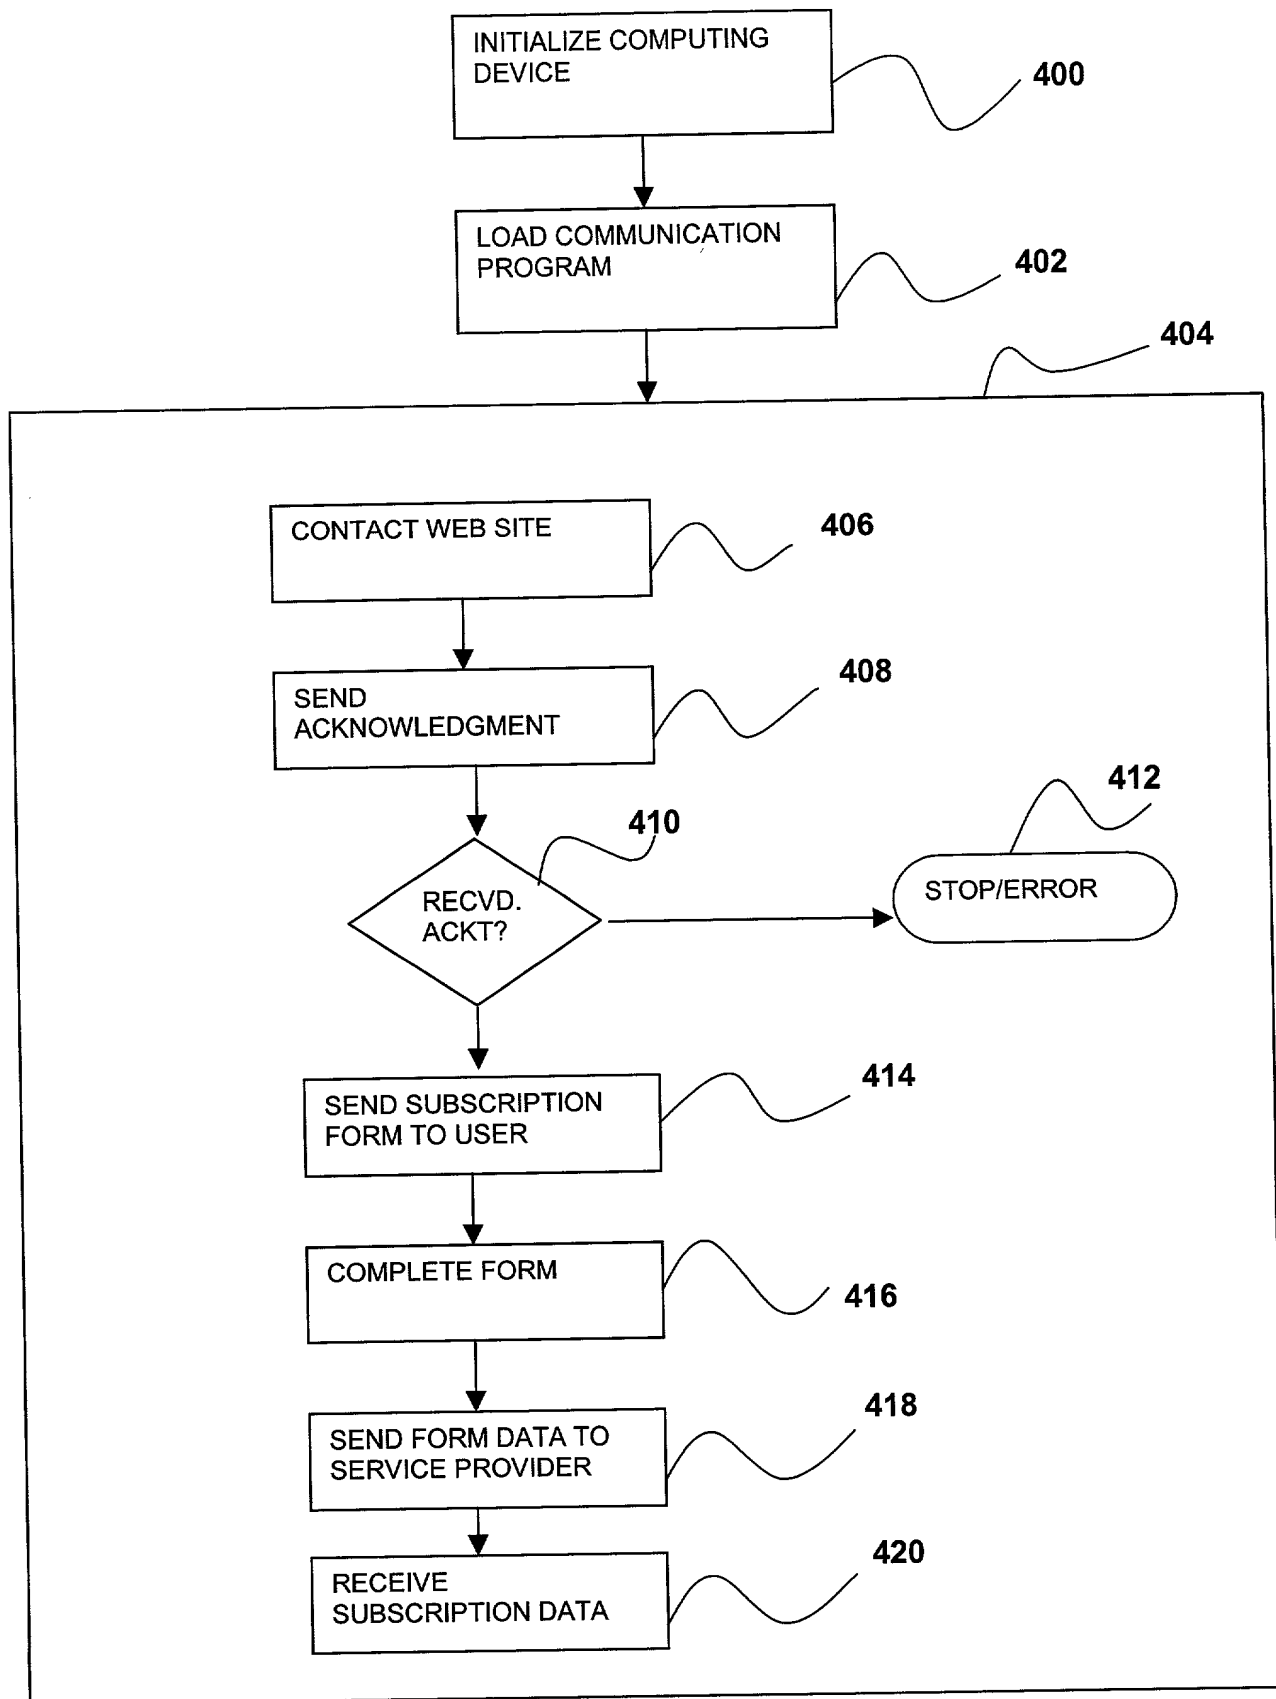 INITIALIZE COMPUTING
DEVICE
400
LOAD COMMUNICATION
PROGRAM
402
404
CONTACT WEB SITE
406
SEND
ACKNOWLEDGMENT
408
410
412
RECVD.
ACKT?
STOP/ERROR
SEND SUBSCRIPTION
FORM TO USER
414
COMPLETE FORM
416
SEND FORM DATA TO
SERVICE PROVIDER
418
RECEIVE
SUBSCRIPTION DATA
420